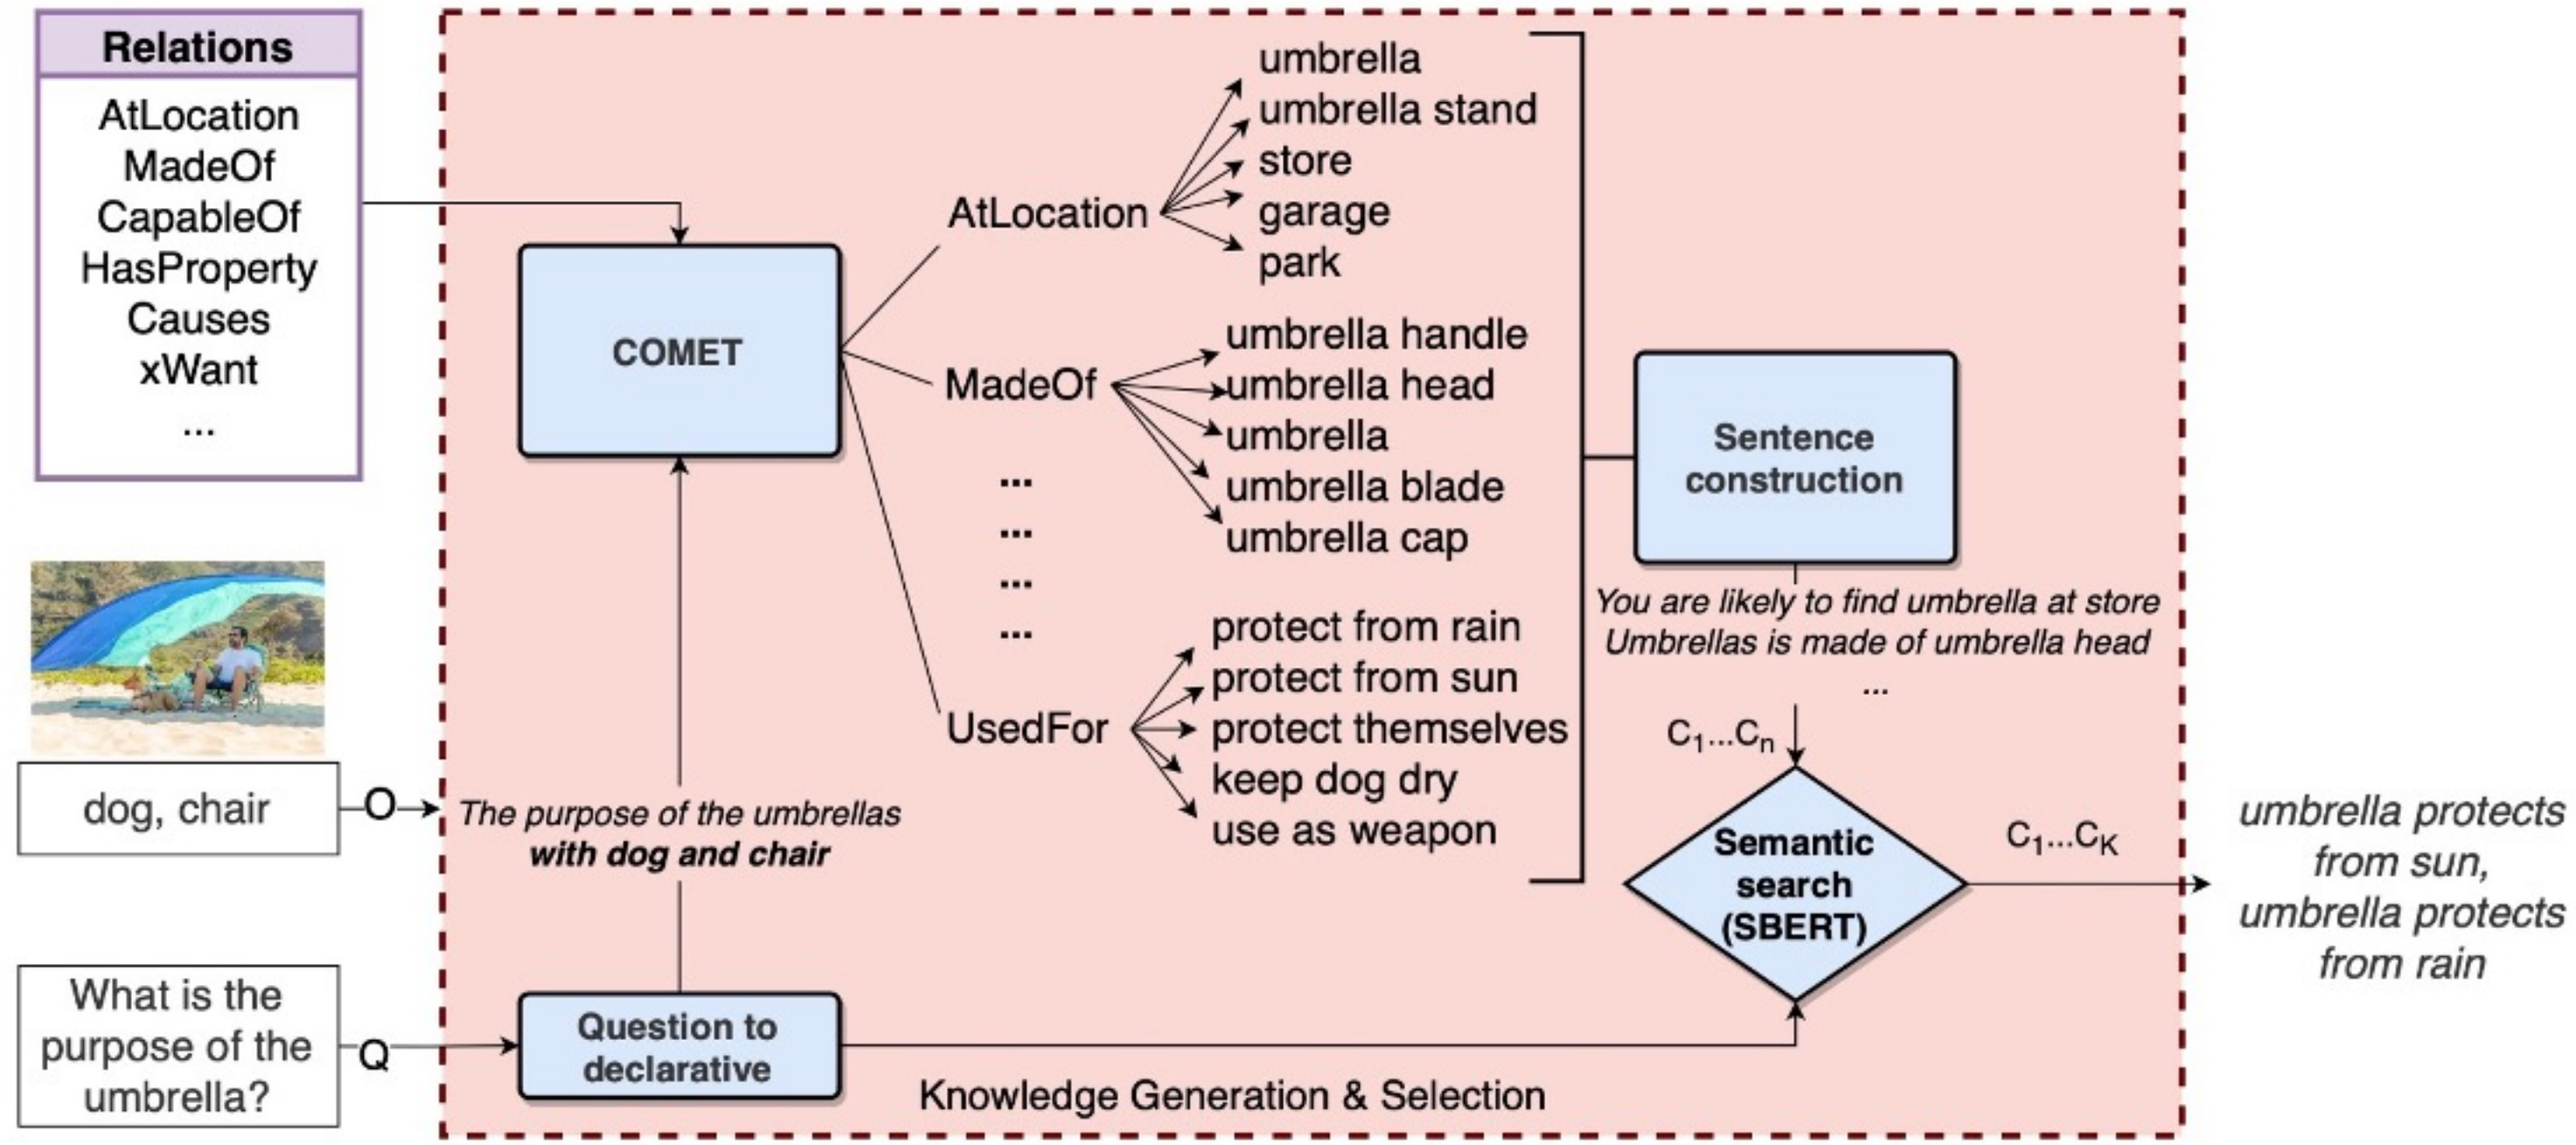 Relations
AtLocation
MadeOf
CapableOf
HasProperty
Causes
xWant
...
dog, chair
O
What is the
purpose of the
umbrella?
Q
COMET
The purpose of the umbrellas
with dog and chair
Question to
declarative
AtLocation
umbrella
umbrella stand
store
garage
park
MadeOf
umbrella handle
umbrella head
umbrella
umbrella blade
umbrella cap
...
...
...
...
UsedFor
protect from rain
protect from sun
protect themselves
keep dog dry
use as weapon
Sentence
construction
You are likely to find umbrella at store
Umbrellas is made of umbrella head
...
C₁...Cₙ
Semantic
search
(SBERT)
C₁...C_K
umbrella protects
from sun,
umbrella protects
from rain
Knowledge Generation & Selection